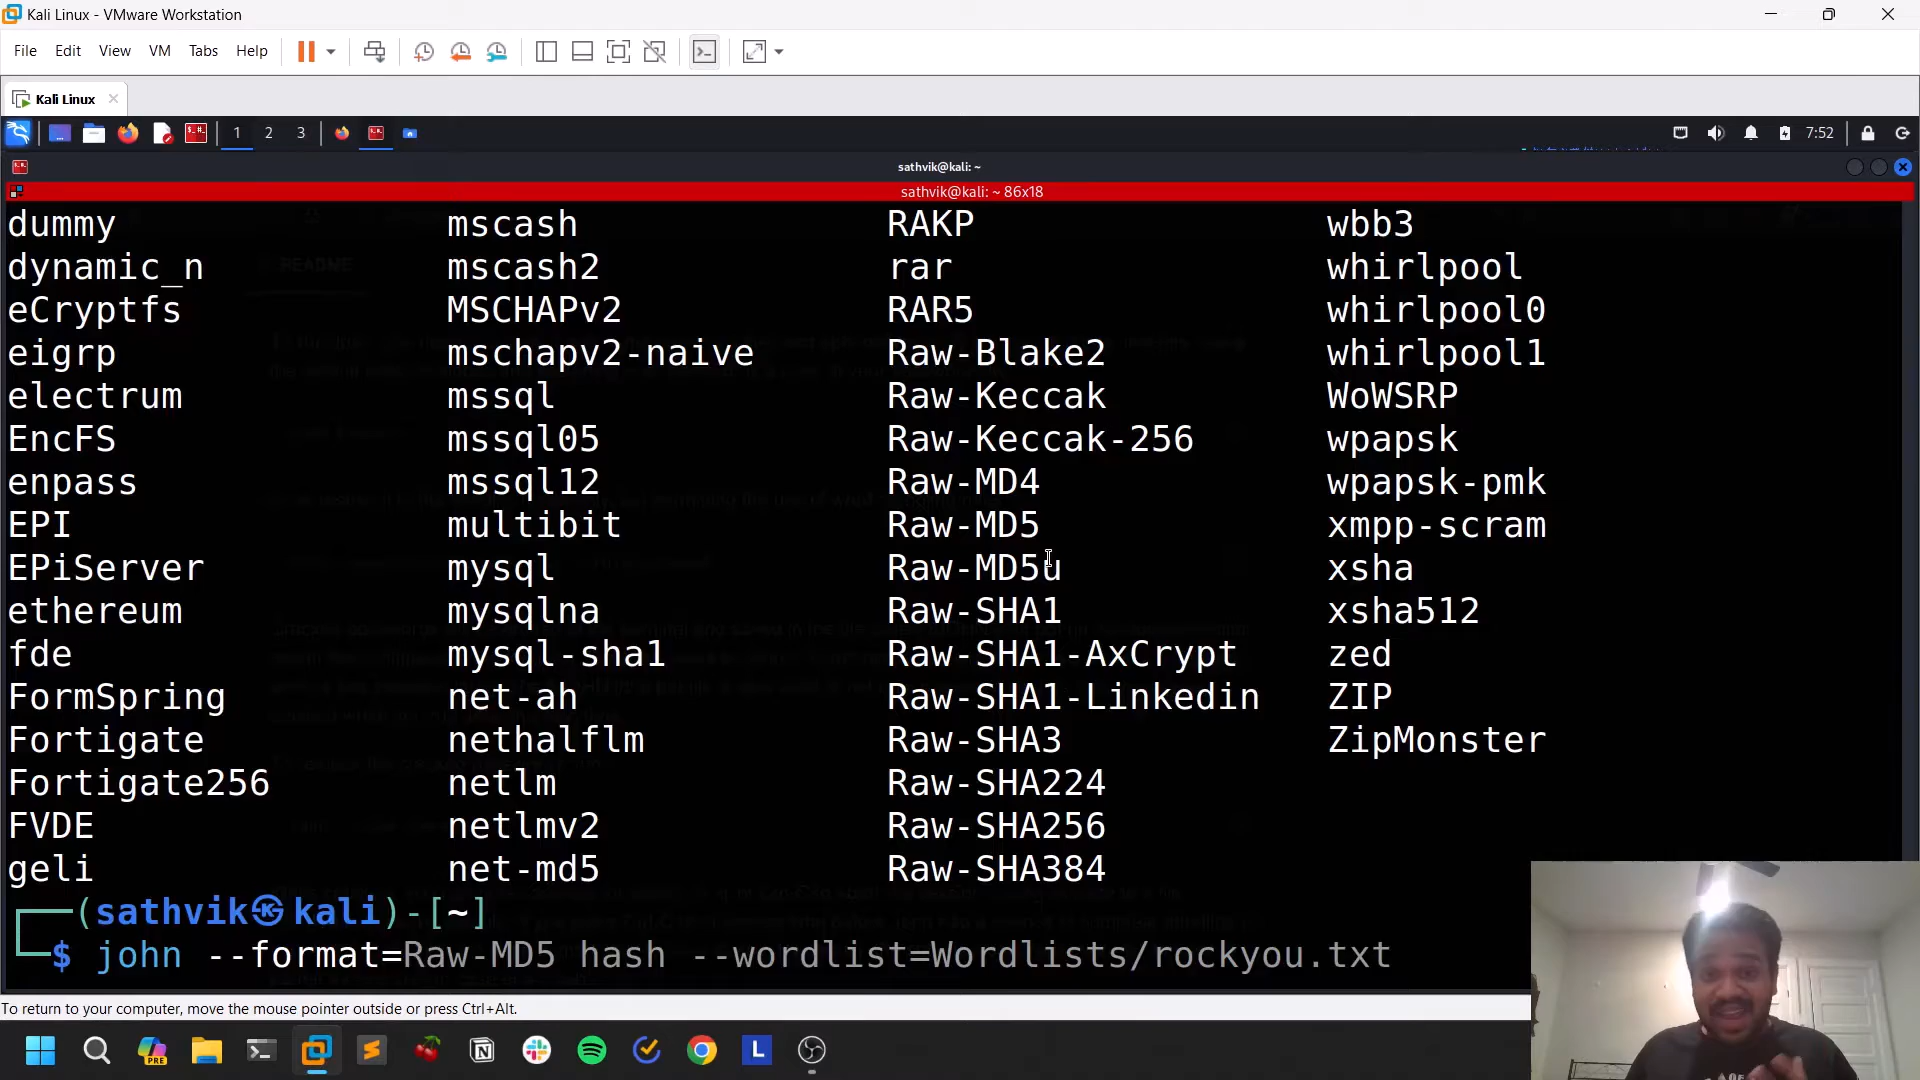 Kali Linux - VMware Workstation
File Edit View VM Tabs Help
Kali Linux
1 2 3 7:52
sathvik@kali: ~
sathvik@kali: ~ 86x18
dummy mscash RAKP wbb3
dynamic_n mscash2 rar whirlpool
eCryptfs MSCHAPv2 RAR5 whirlpool0
eigrp mschapv2-naive Raw-Blake2 whirlpool1
electrum mssql Raw-Keccak WoWSRP
EncFS mssql05 Raw-Keccak-256 wpapsk
enpass mssql12 Raw-MD4 wpapsk-pmk
EPI multibit Raw-MD5 xmpp-scram
EPiServer mysql Raw-MD5u xsha
ethereum mysqlna Raw-SHA1 xsha512
fde mysql-sha1 Raw-SHA1-AxCrypt zed
FormSpring net-ah Raw-SHA1-Linkedin ZIP
Fortigate nethalflm Raw-SHA3 ZipMonster
Fortigate256 netlm Raw-SHA224
FVDE netlmv2 Raw-SHA256
geli net-md5 Raw-SHA384
(sathvik㉿kali)-[~]
$ john --format=Raw-MD5 hash --wordlist=Wordlists/rockyou.txt
To return to your computer, move the mouse pointer outside or press Ctrl+Alt.
PRE
L